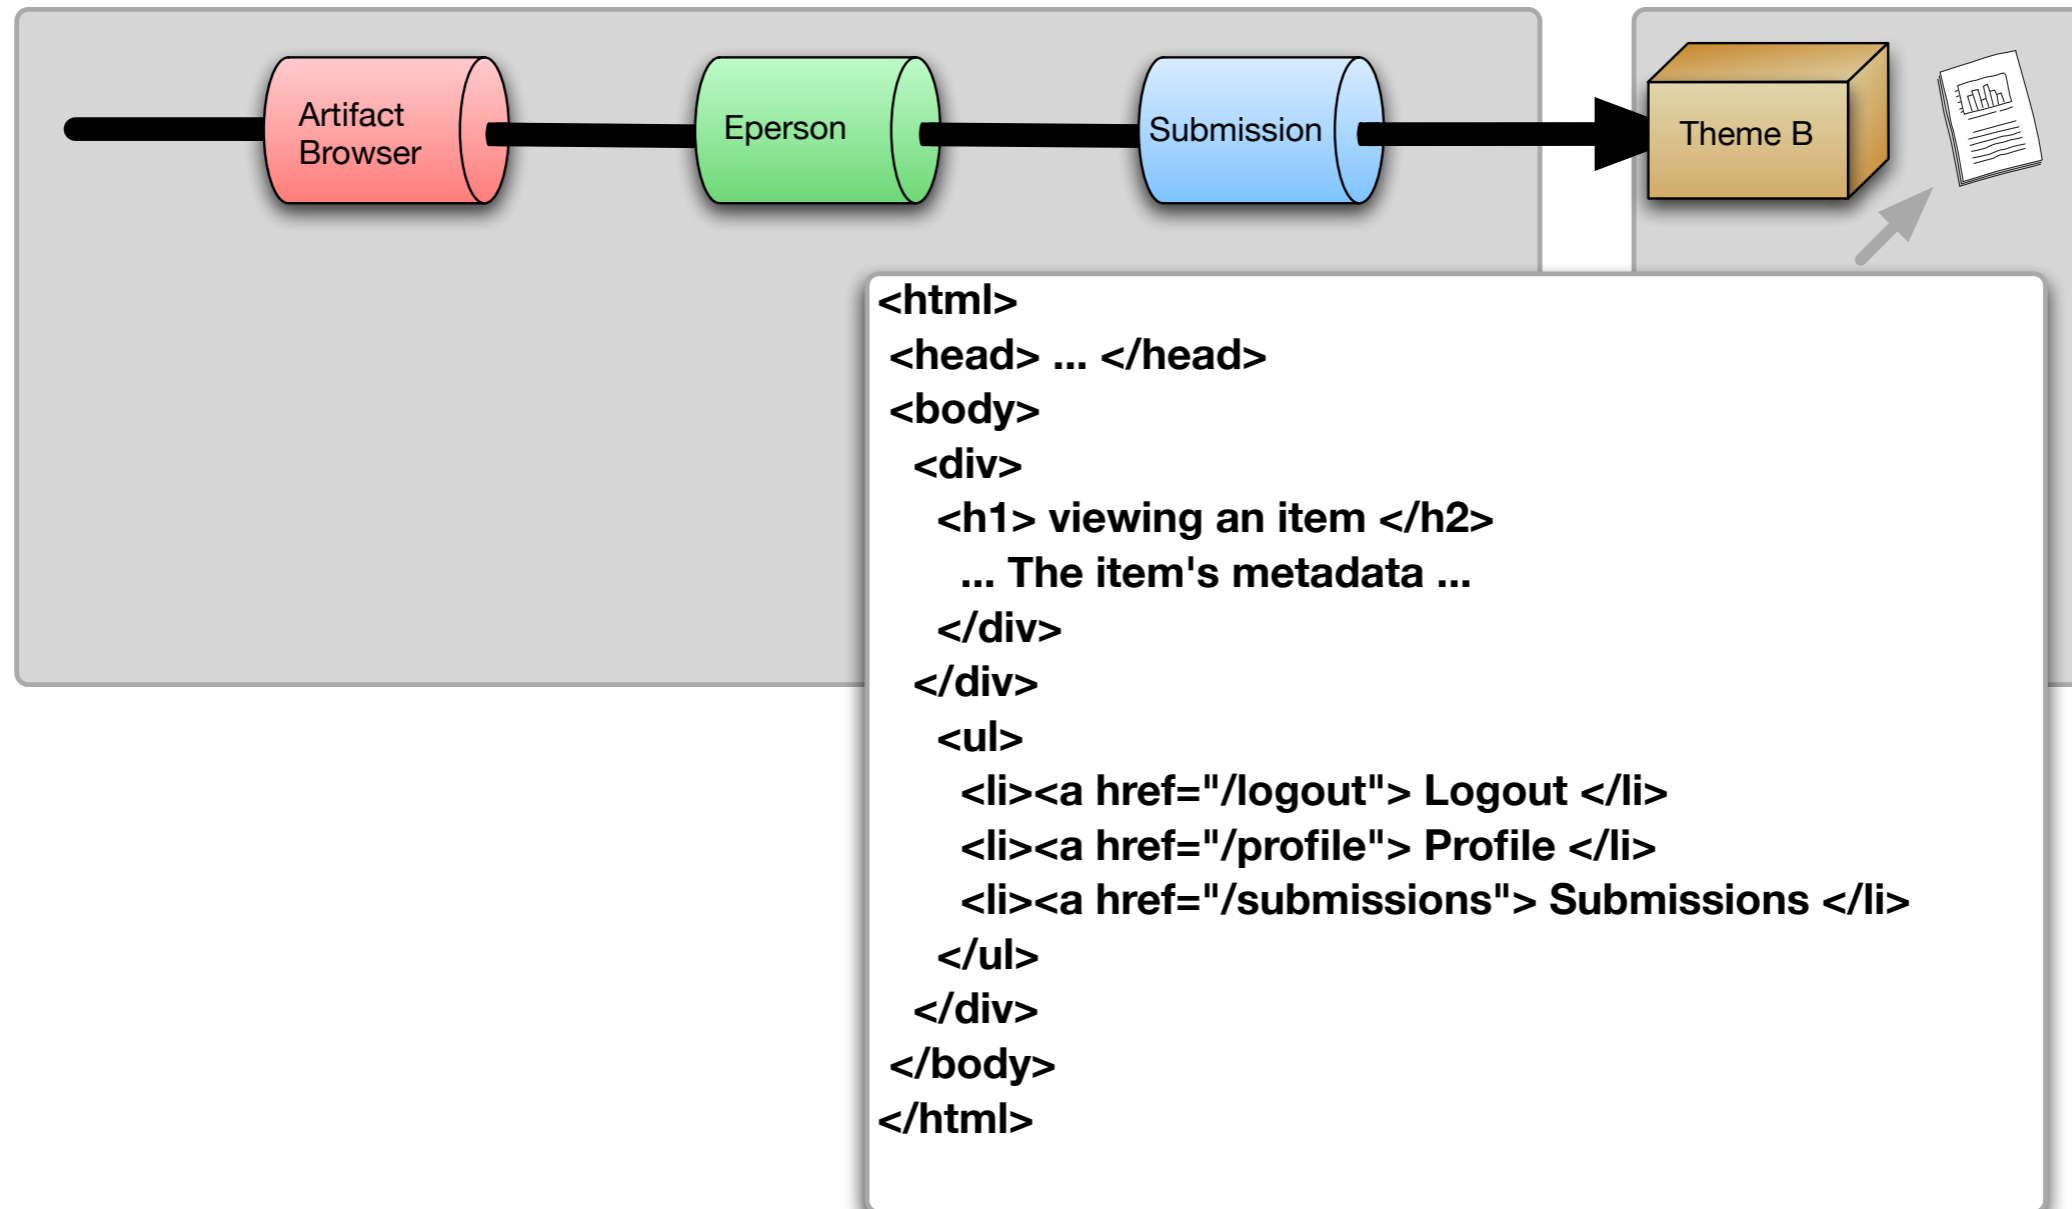 Artifact
Browser
Eperson
Submission
Theme B
<html>
<head> ... </head>
<body>
<div>
<h1> viewing an item </h2>
... The item's metadata ...
</div>
</div>
<ul>
<li><a href="/logout"> Logout </li>
<li><a href="/profile"> Profile </li>
<li><a href="/submissions"> Submissions </li>
</ul>
</div>
</body>
</html>